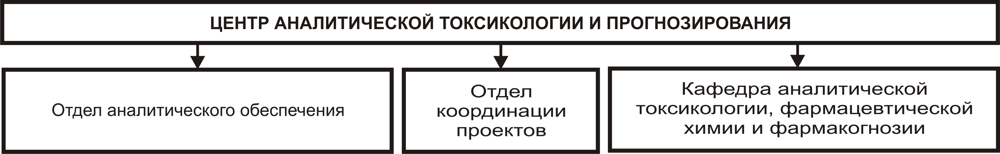 ЦЕНТР АНАЛИТИЧЕСКОЙ ТОКСИКОЛОГИИ И ПРОГНОЗИРОВАНИЯ
Отдел аналитического обеспечения
Отдел
координации
проектов
Кафедра аналитической
токсикологии, фармацевтической
химии и фармакогнозии